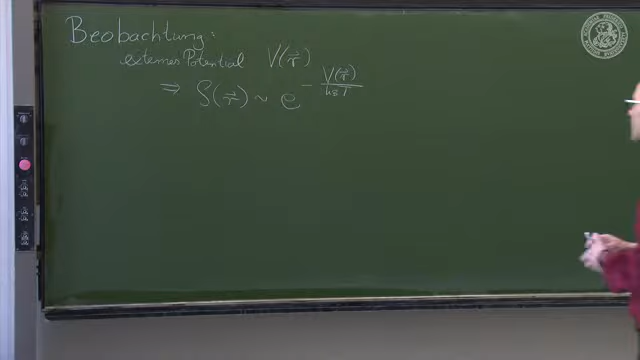 Beobachtung:
externes Potential V(r⃗)
⇒ ρ(r⃗) ~ e^{-V(r⃗)/k_B T}